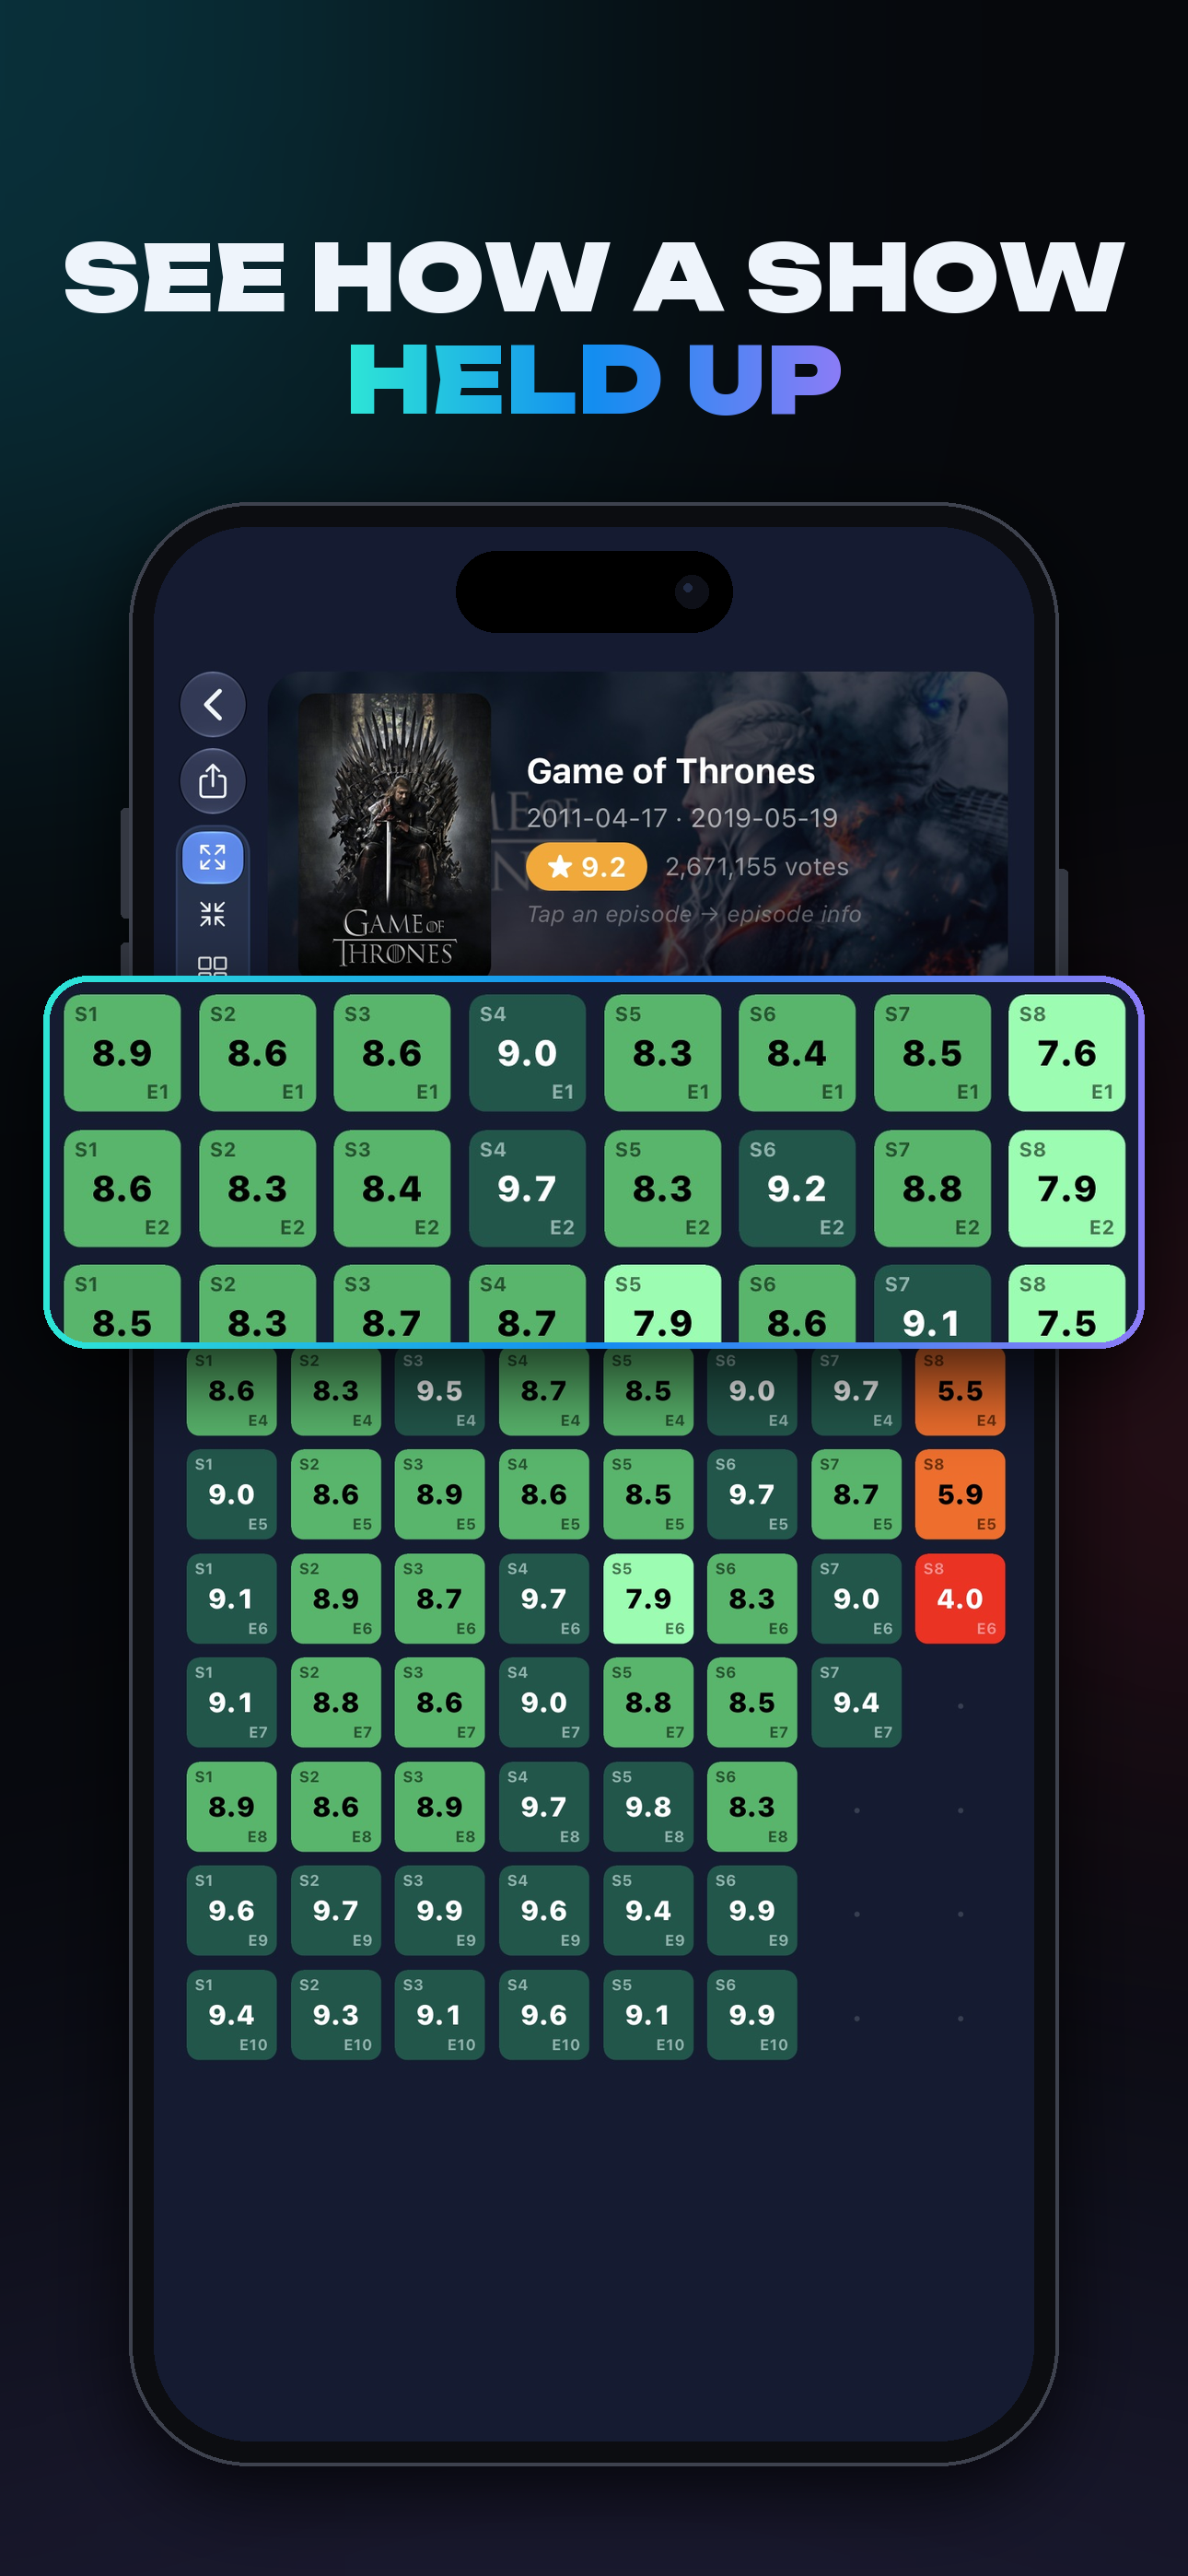 SEE HOW A SHOW
HELD UP
Game of Thrones
2011-04-17 · 2019-05-19
★ 9.2 2,671,155 votes
Tap an episode → episode info
GAME OF
THRONES
S1 S2 S3 S4 S5 S6 S7 S8
8.9 8.6 8.6 9.0 8.3 8.4 8.5 7.6
E1 E1 E1 E1 E1 E1 E1 E1
S1 S2 S3 S4 S5 S6 S7 S8
8.6 8.3 8.4 9.7 8.3 9.2 8.8 7.9
E2 E2 E2 E2 E2 E2 E2 E2
S1 S2 S3 S4 S5 S6 S7 S8
8.5 8.3 8.7 8.7 7.9 8.6 9.1 7.5
S1 S2 S3 S4 S5 S6 S7 S8
8.6 8.3 9.5 8.7 8.5 9.0 9.7 5.5
E4 E4 E4 E4 E4 E4 E4 E4
S1 S2 S3 S4 S5 S6 S7 S8
9.0 8.6 8.9 8.6 8.5 9.7 8.7 5.9
E5 E5 E5 E5 E5 E5 E5 E5
S1 S2 S3 S4 S5 S6 S7 S8
9.1 8.9 8.7 9.7 7.9 8.3 9.0 4.0
E6 E6 E6 E6 E6 E6 E6 E6
S1 S2 S3 S4 S5 S6 S7
9.1 8.8 8.6 9.0 8.8 8.5 9.4
E7 E7 E7 E7 E7 E7 E7
S1 S2 S3 S4 S5 S6
8.9 8.6 8.9 9.7 9.8 8.3
E8 E8 E8 E8 E8 E8
S1 S2 S3 S4 S5 S6
9.6 9.7 9.9 9.6 9.4 9.9
E9 E9 E9 E9 E9 E9
S1 S2 S3 S4 S5 S6
9.4 9.3 9.1 9.6 9.1 9.9
E10 E10 E10 E10 E10 E10